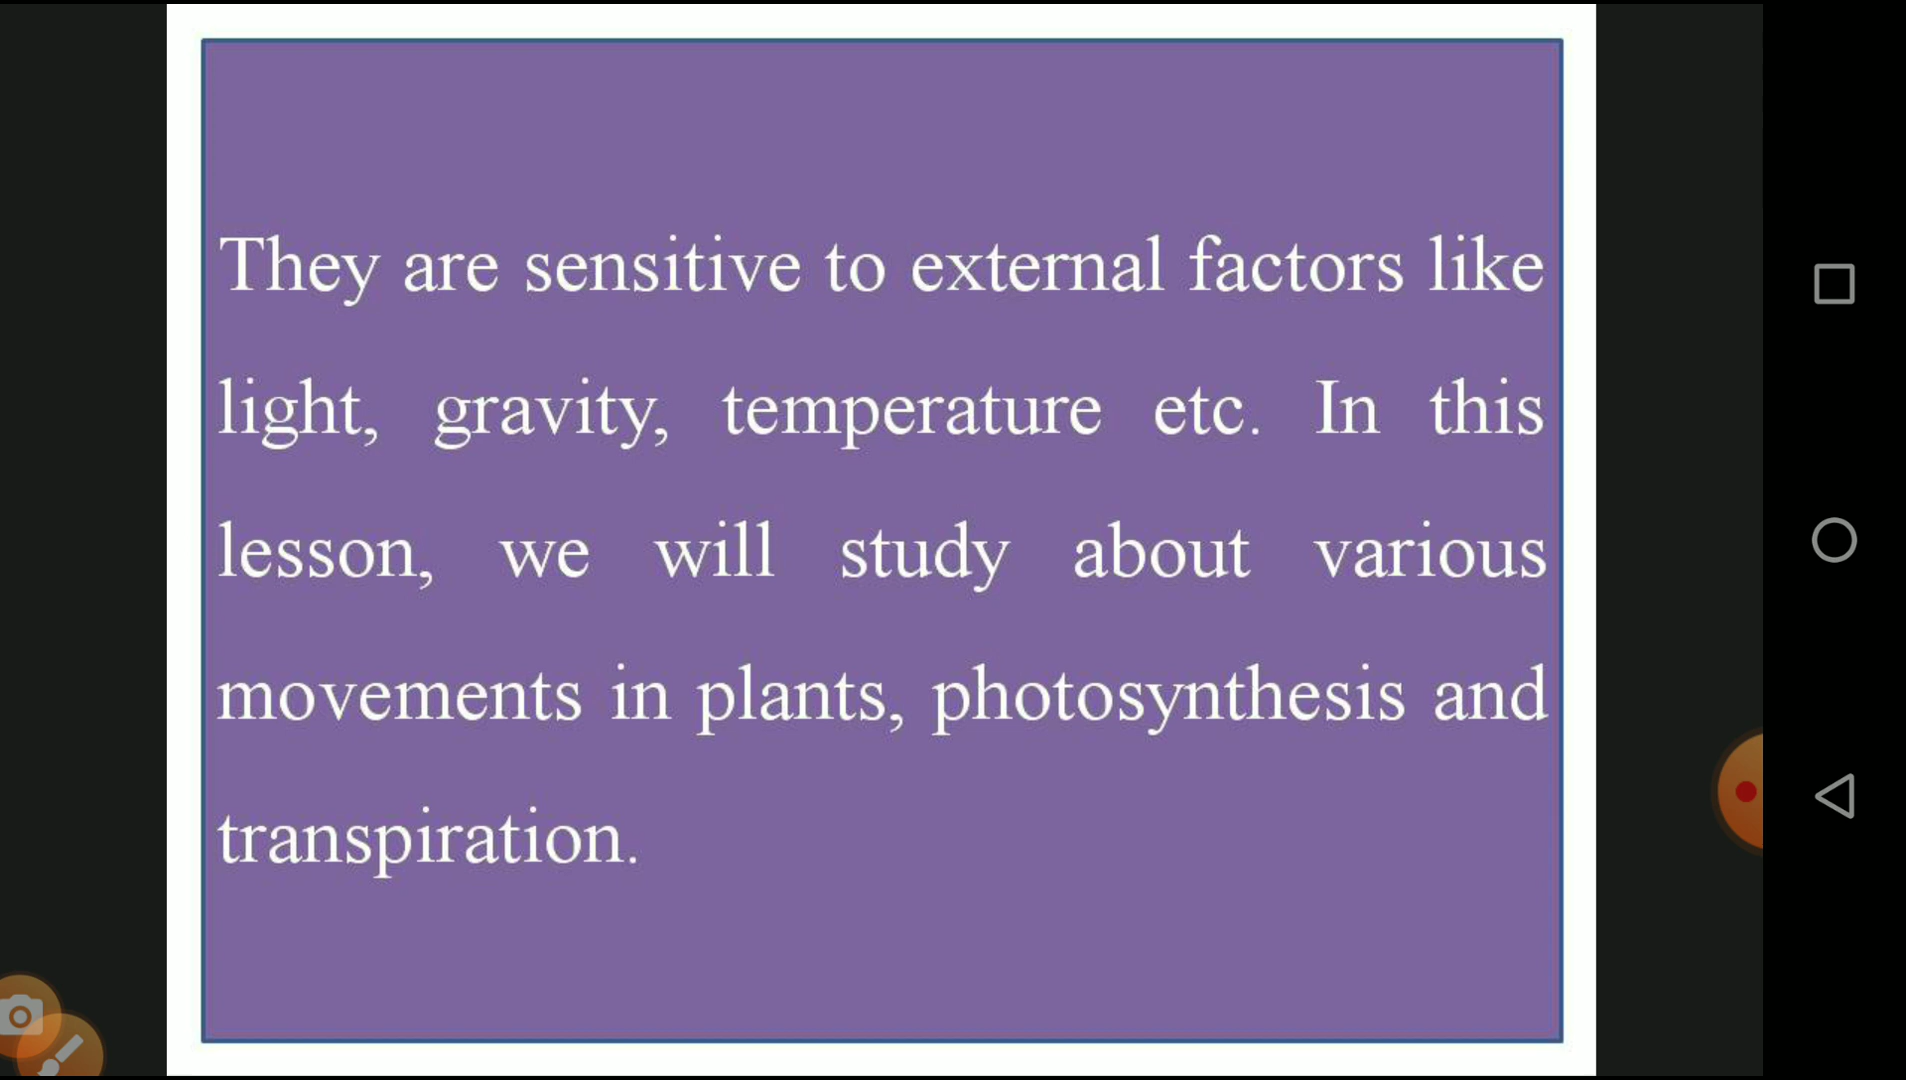 They are sensitive to external factors like
light, gravity, temperature etc. In this
lesson, we will study about various
movements in plants, photosynthesis and
transpiration.